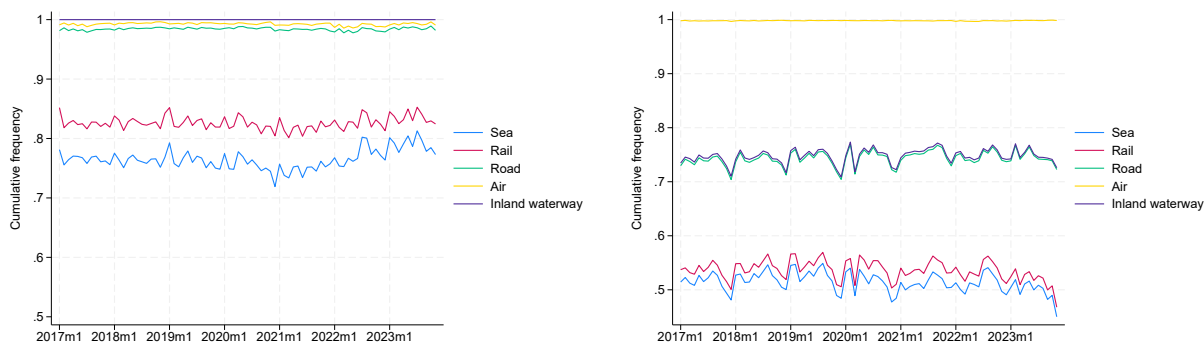 Cumulative frequency
1
.9
.8
.7
.6
.5
2017m1 2018m1 2019m1 2020m1 2021m1 2022m1 2023m1
Sea
Rail
Road
Air
Inland waterway
Cumulative frequency
1
.9
.8
.7
.6
.5
2017m1 2018m1 2019m1 2020m1 2021m1 2022m1 2023m1
Sea
Rail
Road
Air
Inland waterway